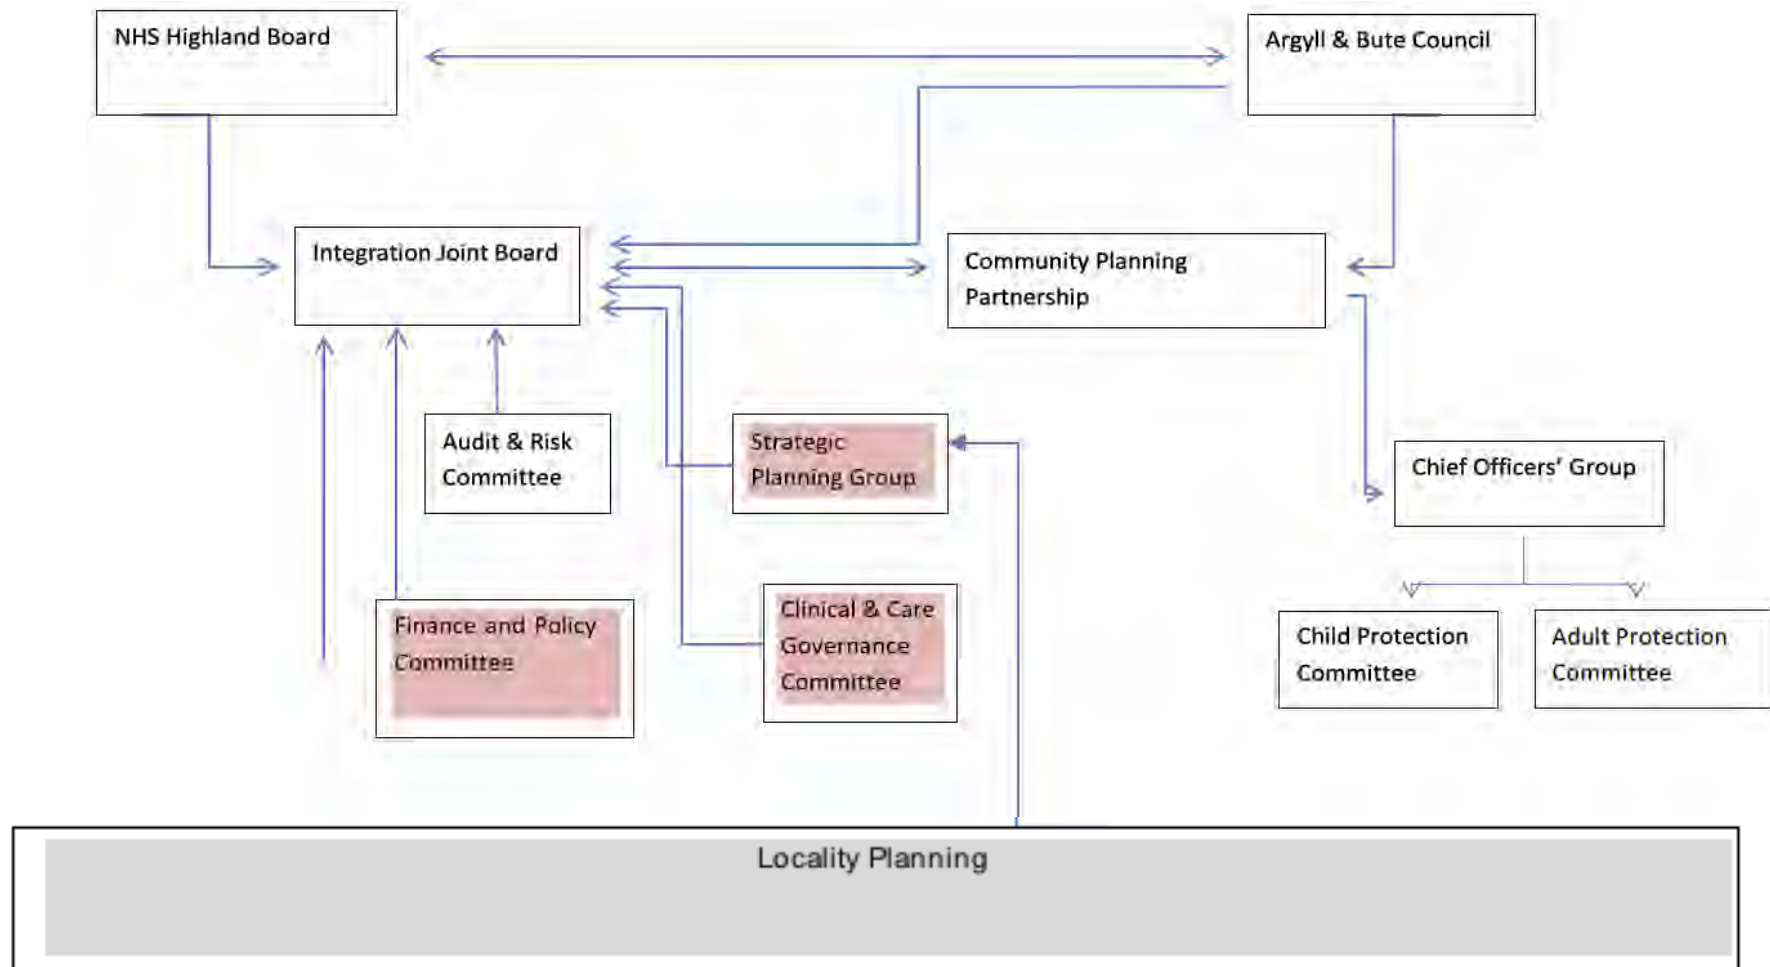 NHS Highland Board
Argyll & Bute Council
Integration Joint Board
Community Planning
Partnership
Audit & Risk
Committee
Strategic
Planning Group
Chief Officers' Group
Finance and Policy
Committee
Clinical & Care
Governance
Committee
Child Protection
Committee
Adult Protection
Committee
Locality Planning